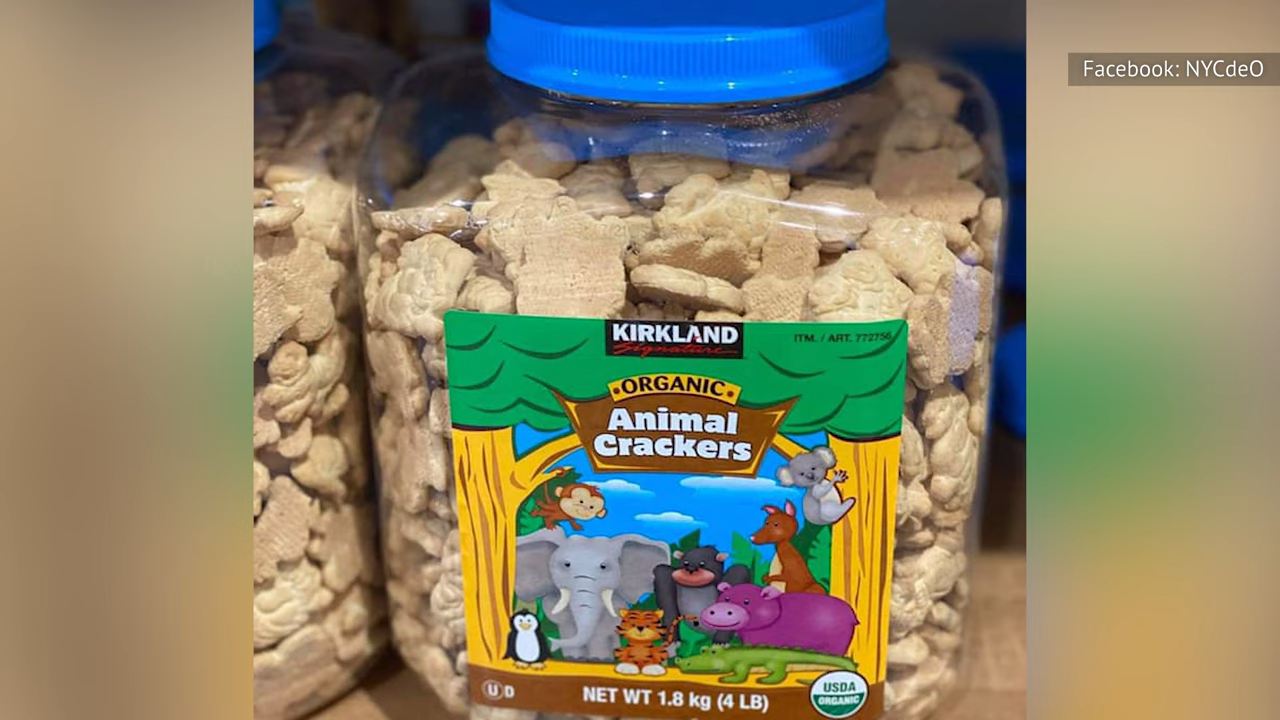 Facebook: NYCdeO
KIRKLAND
Signature
ITM. / ART. 772756
ORGANIC
Animal
Crackers
U D
NET WT 1.8 kg (4 LB)
USDA
ORGANIC